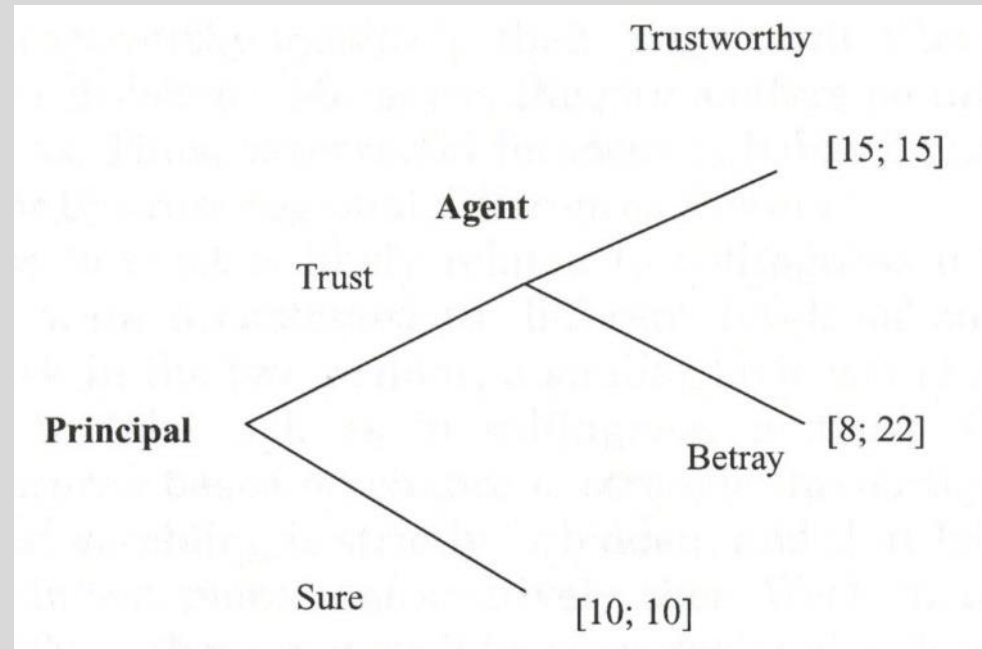 Trustworthy
[15; 15]
Agent
Trust
Principal
[8; 22]
Betray
Sure
[10; 10]